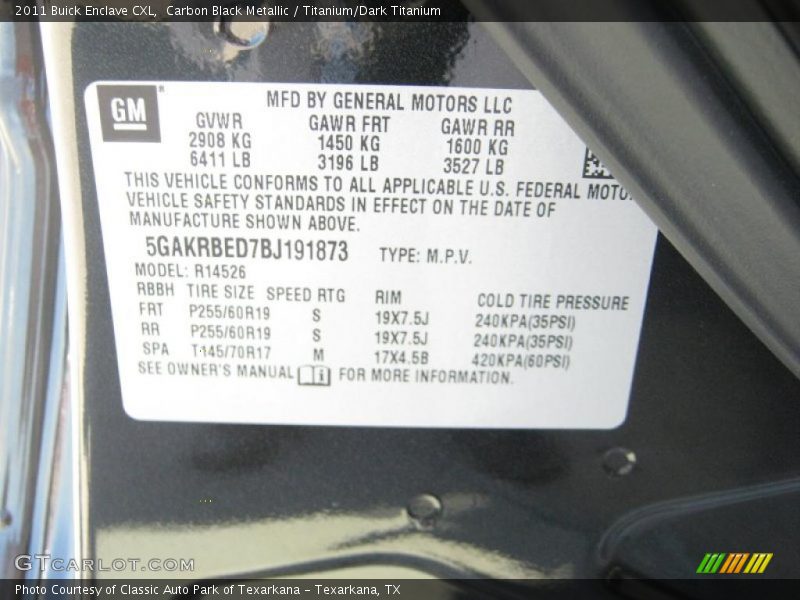 2011 Buick Enclave CXL, Carbon Black Metallic / Titanium/Dark Titanium
GM
MFD BY GENERAL MOTORS LLC
GVWR GAWR FRT GAWR RR
2908 KG 1450 KG 1600 KG
6411 LB 3196 LB 3527 LB
THIS VEHICLE CONFORMS TO ALL APPLICABLE U.S. FEDERAL MOTO
VEHICLE SAFETY STANDARDS IN EFFECT ON THE DATE OF
MANUFACTURE SHOWN ABOVE.
5GAKRBED7BJ191873 TYPE: M.P.V.
MODEL: R14526
RBBH TIRE SIZE SPEED RTG RIM COLD TIRE PRESSURE
FRT P255/60R19 S 19X7.5J 240KPA(35PSI)
RR P255/60R19 S 19X7.5J 240KPA(35PSI)
SPA T145/70R17 M 17X4.5B 420KPA(60PSI)
SEE OWNER'S MANUAL FOR MORE INFORMATION.
GTCARLOT.COM
Photo Courtesy of Classic Auto Park of Texarkana - Texarkana, TX